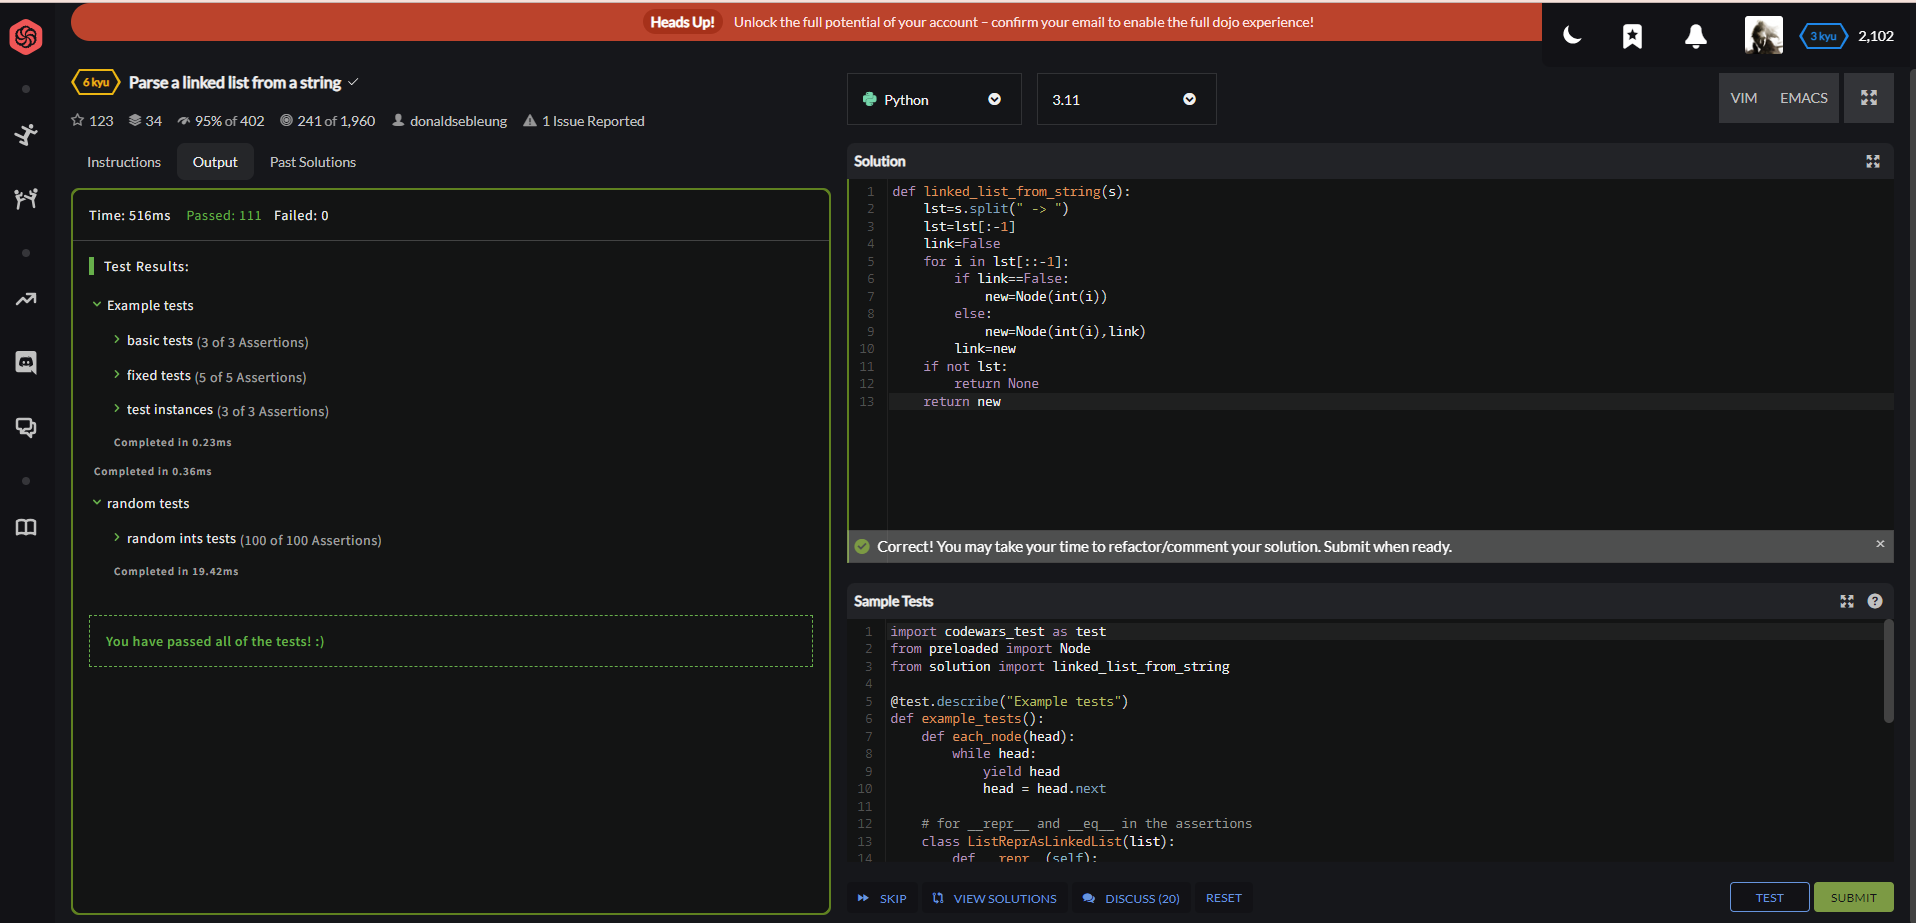 Heads Up! Unlock the full potential of your account – confirm your email to enable the full dojo experience!
3 kyu 2,102
6 kyu Parse a linked list from a string
123 34 95% of 402 241 of 1,960 donaldsebleung 1 Issue Reported
Instructions Output Past Solutions
Time: 516ms Passed: 111 Failed: 0
Test Results:
Example tests
basic tests (3 of 3 Assertions)
fixed tests (5 of 5 Assertions)
test instances (3 of 3 Assertions)
Completed in 0.23ms
Completed in 0.36ms
random tests
random ints tests (100 of 100 Assertions)
Completed in 19.42ms
You have passed all of the tests! :)
Python 3.11 VIM EMACS
Solution
1 def linked_list_from_string(s):
2 lst=s.split(" -> ")
3 lst=lst[:-1]
4 link=False
5 for i in lst[::-1]:
6 if link==False:
7 new=Node(int(i))
8 else:
9 new=Node(int(i),link)
10 link=new
11 if not lst:
12 return None
13 return new
Correct! You may take your time to refactor/comment your solution. Submit when ready. ×
Sample Tests ?
1 import codewars_test as test
2 from preloaded import Node
3 from solution import linked_list_from_string
4
5 @test.describe("Example tests")
6 def example_tests():
7 def each_node(head):
8 while head:
9 yield head
10 head = head.next
11
12 # for __repr__ and __eq__ in the assertions
13 class ListReprAsLinkedList(list):
14 def __repr__(self):
SKIP VIEW SOLUTIONS DISCUSS (20) RESET TEST SUBMIT